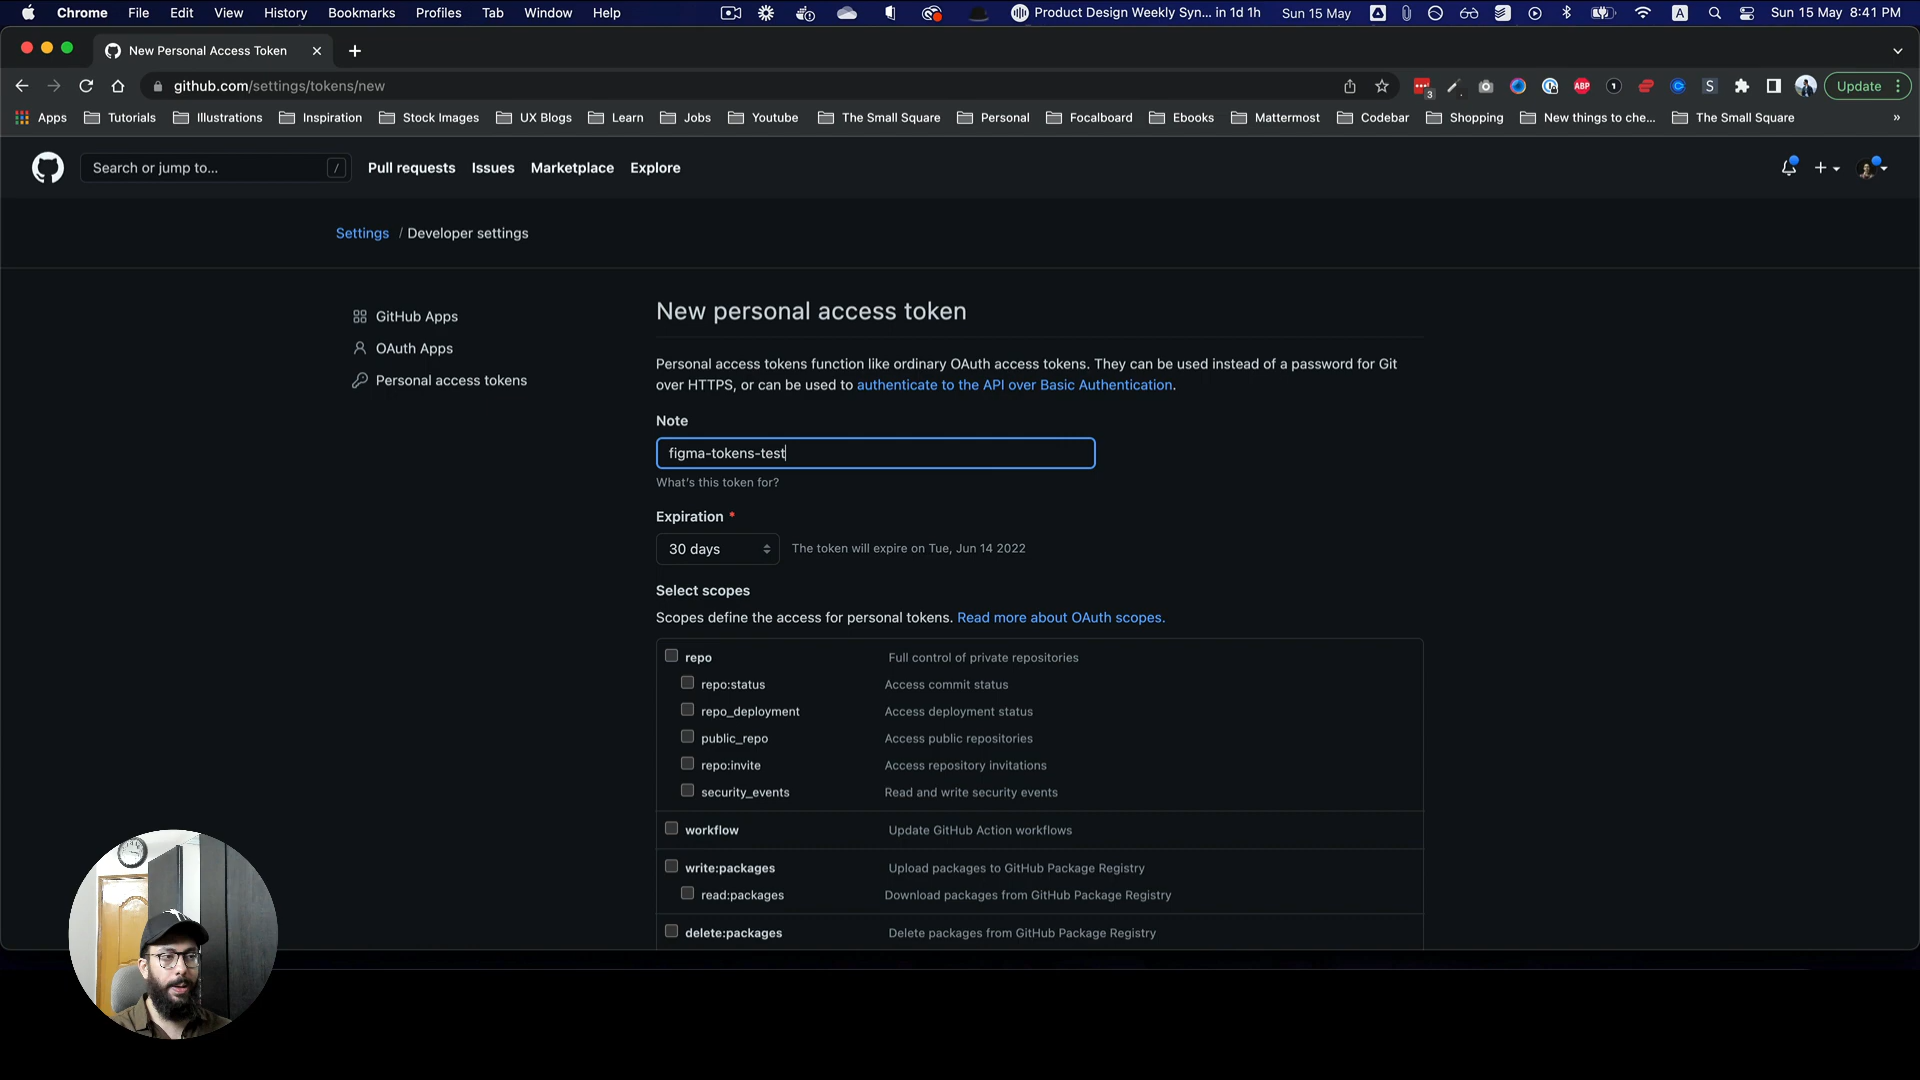 Chrome File Edit View History Bookmarks Profiles Tab Window Help Product Design Weekly Syn... in 1d 1h Sun 15 May A Sun 15 May 8:41 PM
New Personal Access Token
github.com/settings/tokens/new 3 ABP 1 S Update
Apps Tutorials Illustrations Inspiration Stock Images UX Blogs Learn Jobs Youtube The Small Square Personal Focalboard Ebooks Mattermost Codebar Shopping New things to che... The Small Square »
Search or jump to... / Pull requests Issues Marketplace Explore
Settings / Developer settings
GitHub Apps
OAuth Apps
Personal access tokens
New personal access token
Personal access tokens function like ordinary OAuth access tokens. They can be used instead of a password for Git
over HTTPS, or can be used to authenticate to the API over Basic Authentication.
Note
figma-tokens-test
What's this token for?
Expiration *
30 days The token will expire on Tue, Jun 14 2022
Select scopes
Scopes define the access for personal tokens. Read more about OAuth scopes.
repo Full control of private repositories
repo:status Access commit status
repo_deployment Access deployment status
public_repo Access public repositories
repo:invite Access repository invitations
security_events Read and write security events
workflow Update GitHub Action workflows
write:packages Upload packages to GitHub Package Registry
read:packages Download packages from GitHub Package Registry
delete:packages Delete packages from GitHub Package Registry